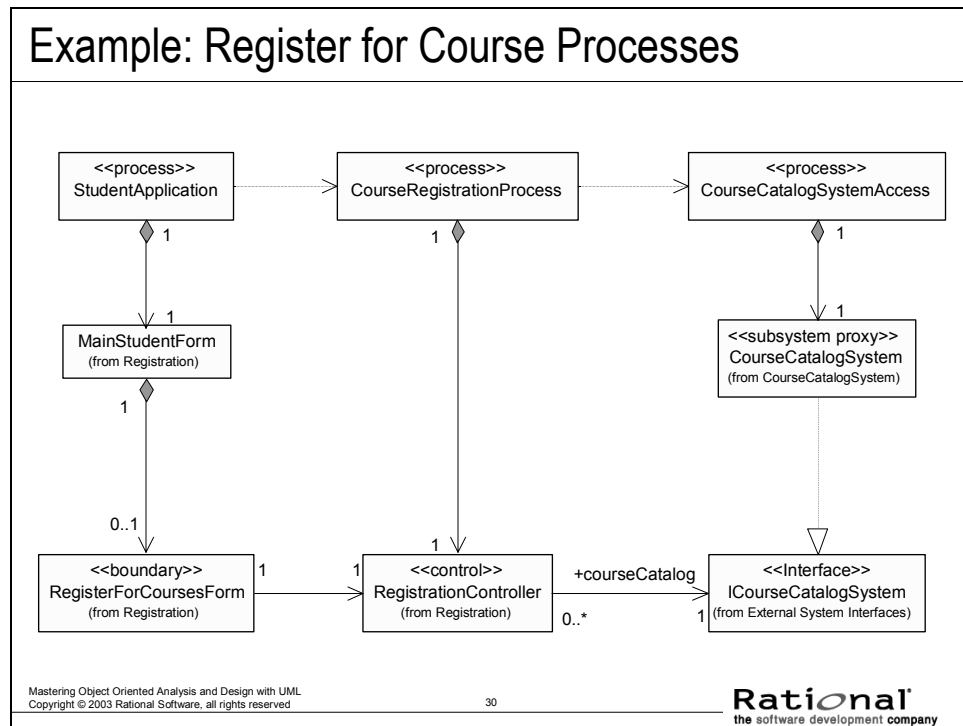 Example: Register for Course Processes
<<process>>
StudentApplication
<<process>>
CourseRegistrationProcess
<<process>>
CourseCatalogSystemAccess
1
1
1
1
MainStudentForm
(from Registration)
1
<<subsystem proxy>>
CourseCatalogSystem
(from CourseCatalogSystem)
1
0..1
1
<<boundary>>
RegisterForCoursesForm
(from Registration)
1
1
<<control>>
RegistrationController
(from Registration)
+courseCatalog
0..*
1
<<Interface>>
ICourseCatalogSystem
(from External System Interfaces)
Mastering Object Oriented Analysis and Design with UML
Copyright © 2003 Rational Software, all rights reserved
30
Rational
the software development company